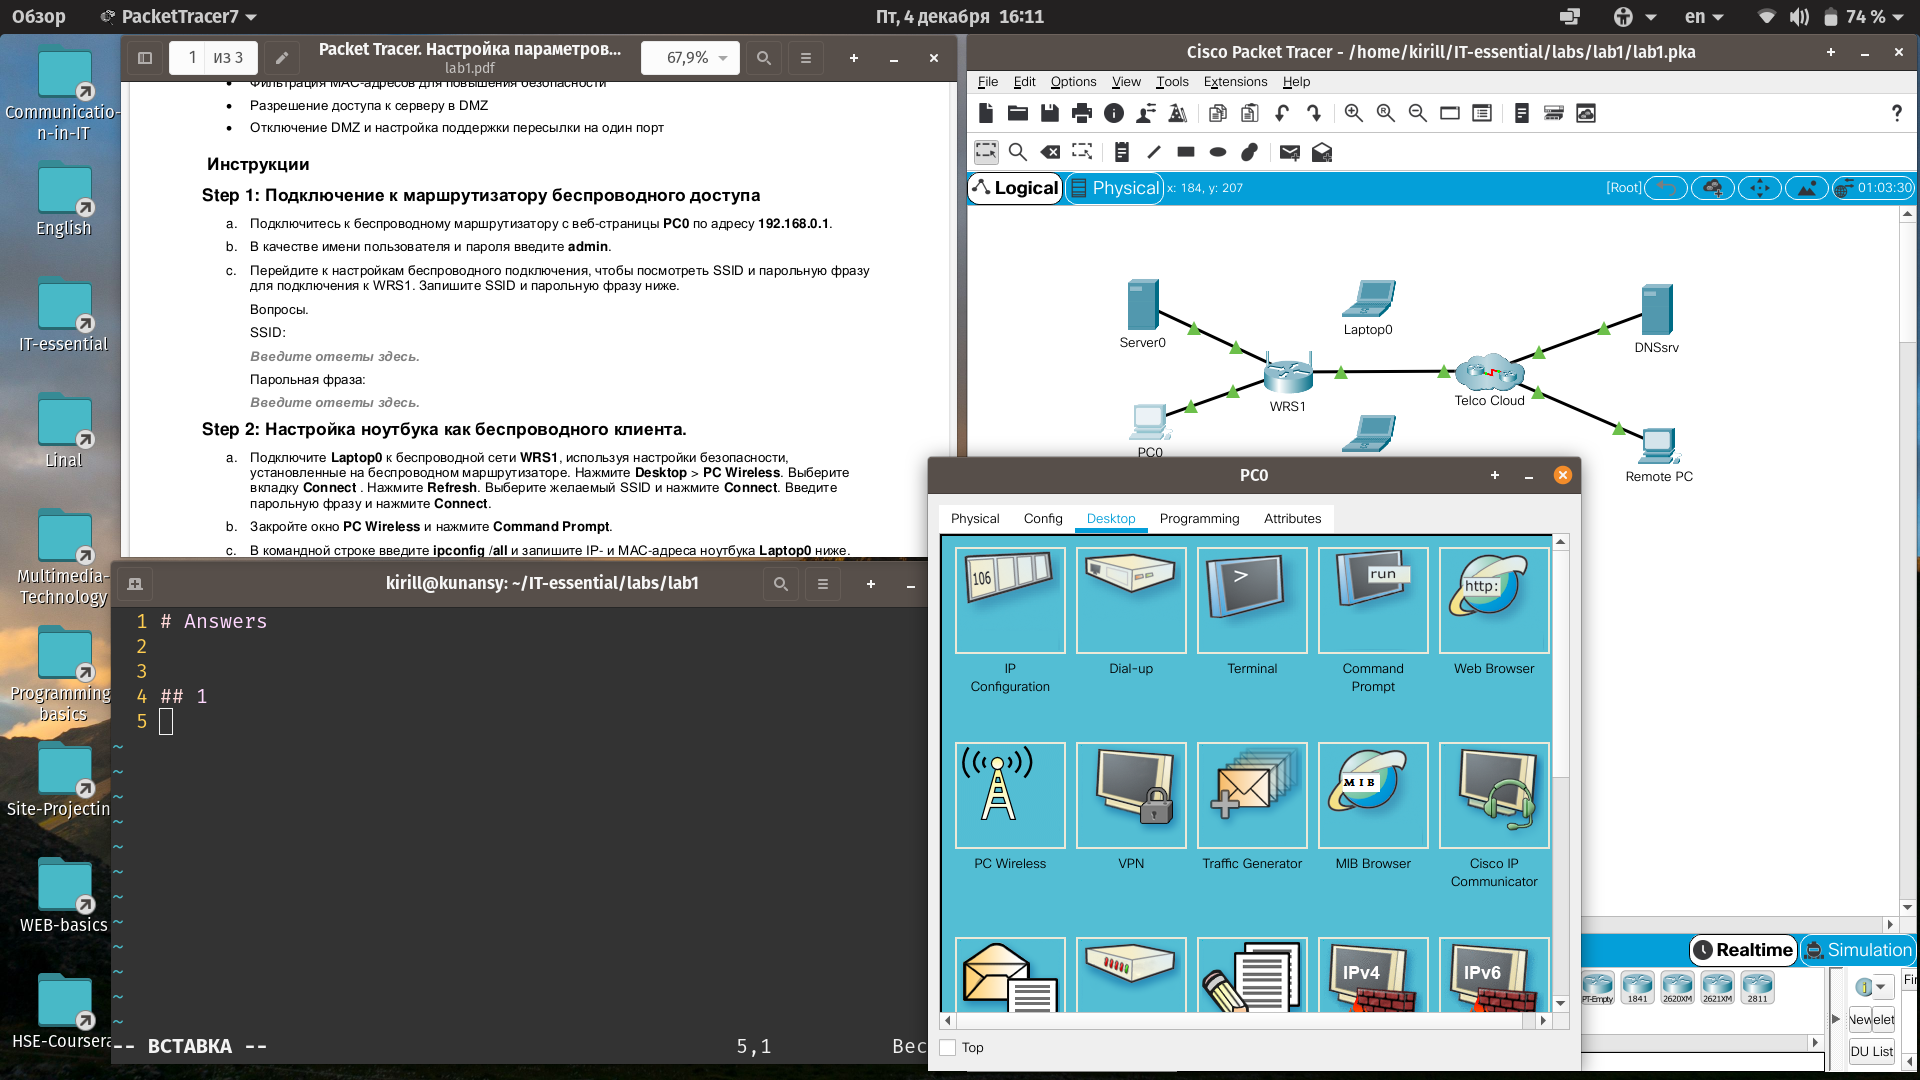 Обзор
PacketTracer7
Пт, 4 декабря 16:11
en
74 %
Communicatio-
n-in-IT
English
IT-essential
Linal
Multimedia-
Technology
Programming
basics
Site-Projectin
WEB-basics
HSE-Coursera
1 из 3
Packet Tracer. Настройка параметров...
lab1.pdf
67,9%
• Фильтрация MAC-адресов для повышения безопасности
• Разрешение доступа к серверу в DMZ
• Отключение DMZ и настройка поддержки пересылки на один порт
Инструкции
Step 1: Подключение к маршрутизатору беспроводного доступа
a. Подключитесь к беспроводному маршрутизатору с веб-страницы PC0 по адресу 192.168.0.1.
b. В качестве имени пользователя и пароля введите admin.
c. Перейдите к настройкам беспроводного подключения, чтобы посмотреть SSID и парольную фразу
для подключения к WRS1. Запишите SSID и парольную фразу ниже.
Вопросы.
SSID:
Введите ответы здесь.
Парольная фраза:
Введите ответы здесь.
Step 2: Настройка ноутбука как беспроводного клиента.
a. Подключите Laptop0 к беспроводной сети WRS1, используя настройки безопасности,
установленные на беспроводном маршрутизаторе. Нажмите Desktop > PC Wireless. Выберите
вкладку Connect . Нажмите Refresh. Выберите желаемый SSID и нажмите Connect. Введите
парольную фразу и нажмите Connect.
b. Закройте окно PC Wireless и нажмите Command Prompt.
c. В командной строке введите ipconfig /all и запишите IP- и MAC-адреса ноутбука Laptop0 ниже.
kirill@kunansy: ~/IT-essential/labs/lab1
1 # Answers
2
3
4 ## 1
5
~
~
~
~
~
~
~
~
~
~
~
~
-- ВСТАВКА -- 5,1 Вес
Cisco Packet Tracer - /home/kirill/IT-essential/labs/lab1/lab1.pka
File Edit Options View Tools Extensions Help
?
Logical Physical x: 184, y: 207 [Root] 01:03:30
Server0
Laptop0
DNSsrv
WRS1
Telco Cloud
PC0
Remote PC
PC0
Physical Config Desktop Programming Attributes
106
>
run
http:
IP
Configuration
Dial-up
Terminal
Command
Prompt
Web Browser
MIB
PC Wireless
VPN
Traffic Generator
MIB Browser
Cisco IP
Communicator
IPv4
IPv6
Top
Realtime Simulation
PT-Empty 1841 2620XM 2621XM 2811
Fir
New elet
DU List